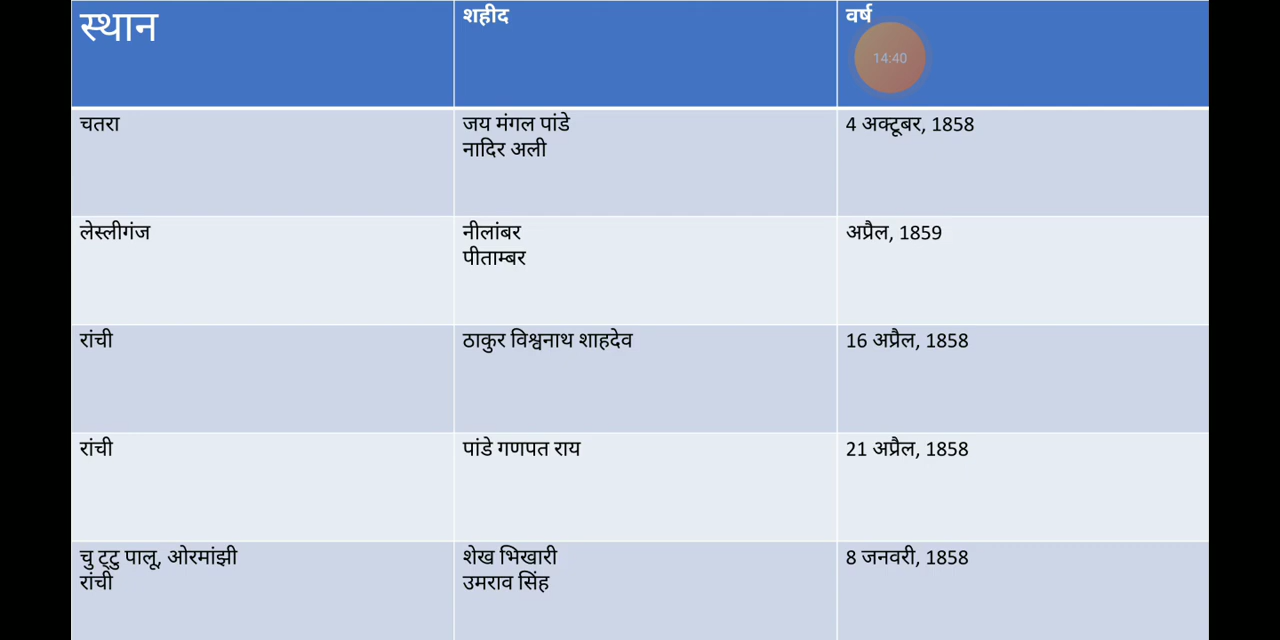 स्थान शहीद वर्ष
14:40
चतरा जय मंगल पांडे 4 अक्टूबर, 1858
नादिर अली
लेस्लीगंज नीलांबर अप्रैल, 1859
पीताम्बर
रांची ठाकुर विश्वनाथ शाहदेव 16 अप्रैल, 1858
रांची पांडे गणपत राय 21 अप्रैल, 1858
चु ट्टु पालू, ओरमांझी शेख भिखारी 8 जनवरी, 1858
रांची उमराव सिंह